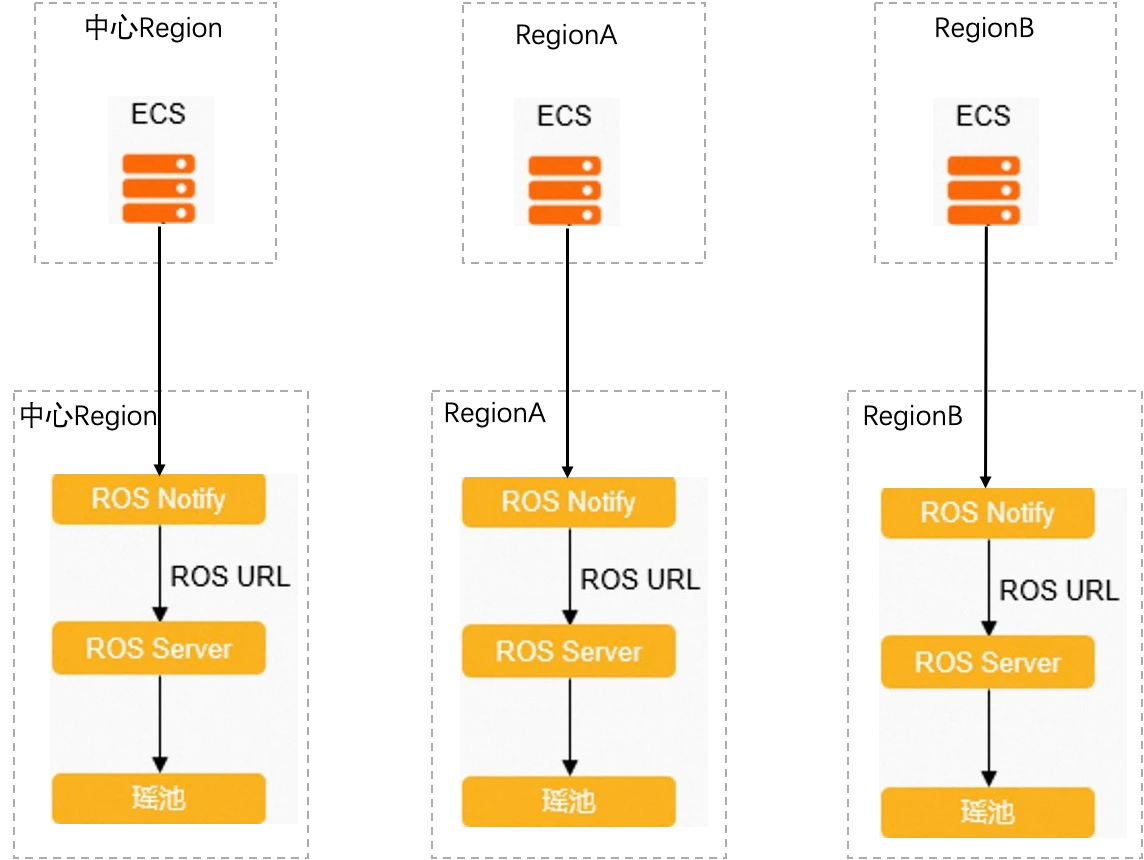 中心Region
RegionA
RegionB
ECS
ECS
ECS
中心Region
RegionA
RegionB
ROS Notify
ROS Notify
ROS Notify
ROS URL
ROS URL
ROS URL
ROS Server
ROS Server
ROS Server
瑶池
瑶池
瑶池